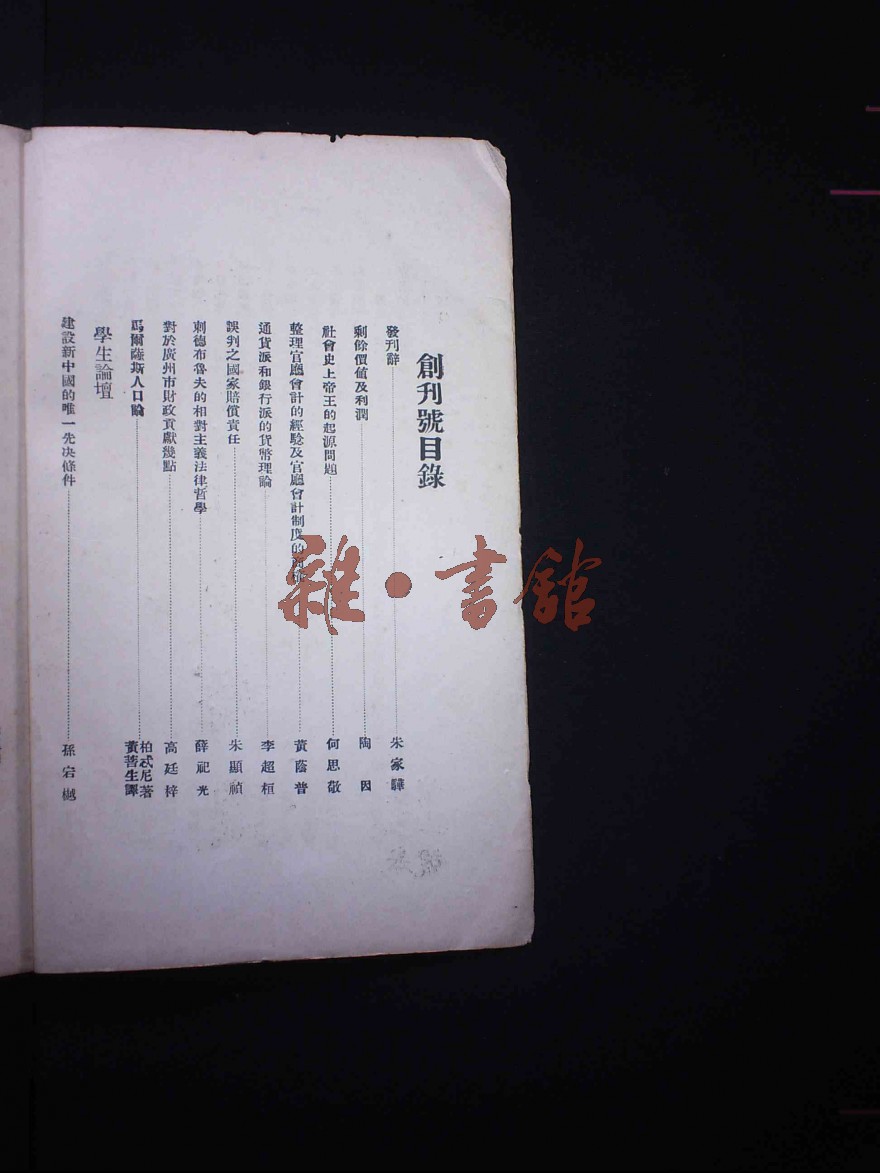 創刊號目錄
發刊辭 朱家驊
剩餘價値及利潤 陶因
社會史上帝王的起源問題 何思敬
整理官廳會計的經驗及官廳會計制度的 黃蔭普
通貨派和銀行派的貨幣理論 李超桓
誤判之國家賠償責任 朱顯禎
刺德布魯夫的相對主義法律哲學 薛祀光
對於廣州市財政貢獻幾點 高廷梓
馬爾薩斯人口論 柏忒尼著
黃菩生譯
學生論壇
建設新中國的唯一先決條件 孫宕樾
雜·書館